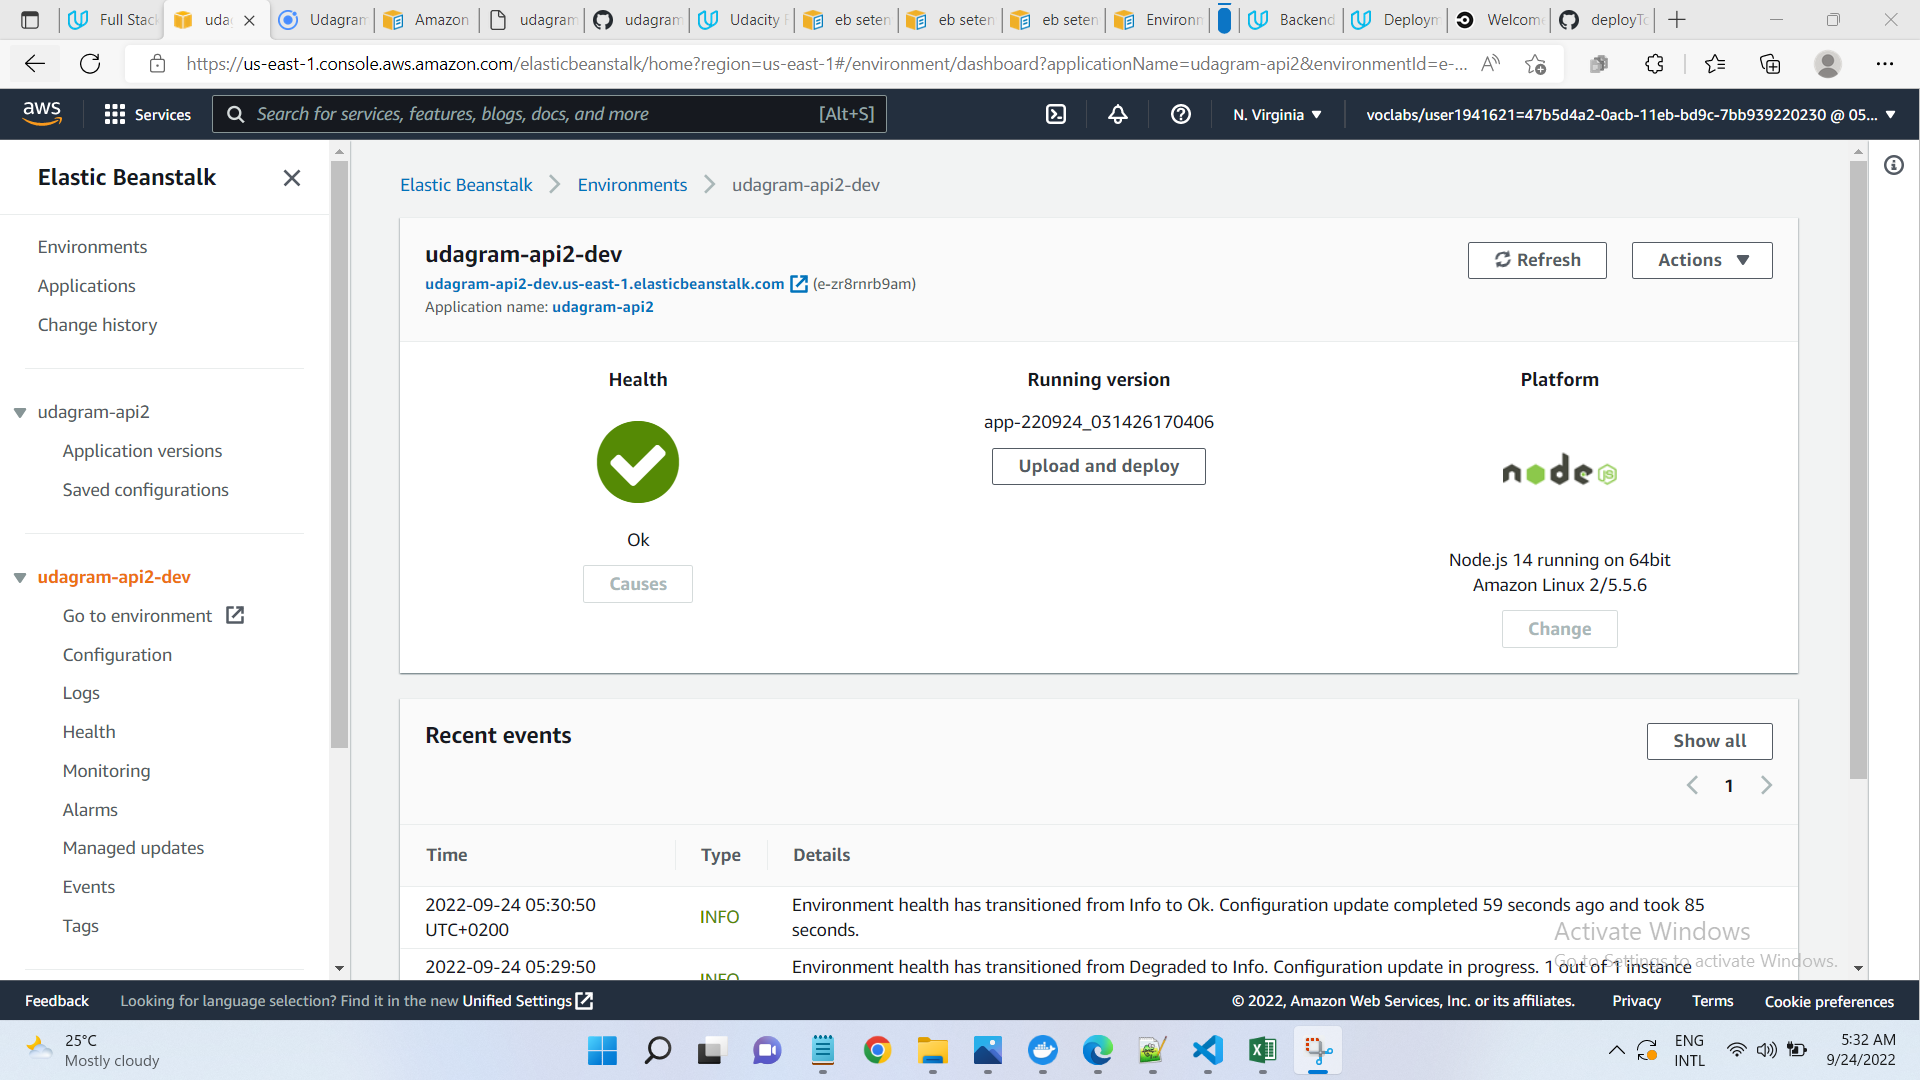 Full Stack
udag
Udagram
Amazon
udagram
udagram
Udacity
eb seten
eb seten
eb seten
Environm
Backend
Deploym
Welcome
deployTo
https://us-east-1.console.aws.amazon.com/elasticbeanstalk/home?region=us-east-1#/environment/dashboard?applicationName=udagram-api2&environmentId=e-...
aws
Services
Search for services, features, blogs, docs, and more
[Alt+S]
N. Virginia
voclabs/user1941621=47b5d4a2-0acb-11eb-bd9c-7bb939220230 @ 05...
Elastic Beanstalk
Environments
Applications
Change history
udagram-api2
Application versions
Saved configurations
udagram-api2-dev
Go to environment
Configuration
Logs
Health
Monitoring
Alarms
Managed updates
Events
Tags
Elastic Beanstalk
Environments
udagram-api2-dev
udagram-api2-dev
udagram-api2-dev.us-east-1.elasticbeanstalk.com (e-zr8rnrb9am)
Application name: udagram-api2
Refresh
Actions
Health
Ok
Causes
Running version
app-220924_031426170406
Upload and deploy
Platform
node JS
Node.js 14 running on 64bit
Amazon Linux 2/5.5.6
Change
Recent events
Show all
1
Time
Type
Details
2022-09-24 05:30:50
UTC+0200
INFO
Environment health has transitioned from Info to Ok. Configuration update completed 59 seconds ago and took 85
seconds.
2022-09-24 05:29:50
INFO
Environment health has transitioned from Degraded to Info. Configuration update in progress. 1 out of 1 instance
Activate Windows
Go to Settings to activate Windows.
Feedback
Looking for language selection? Find it in the new Unified Settings
© 2022, Amazon Web Services, Inc. or its affiliates.
Privacy
Terms
Cookie preferences
25°C
Mostly cloudy
ENG
INTL
5:32 AM
9/24/2022